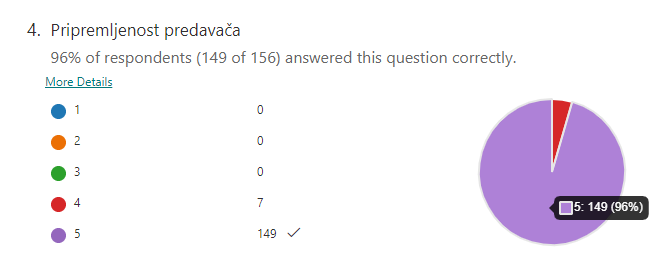 4. Pripremljenost predavača
96% of respondents (149 of 156) answered this question correctly.
More Details
1 0
2 0
3 0
4 7
5 149
5: 149 (96%)